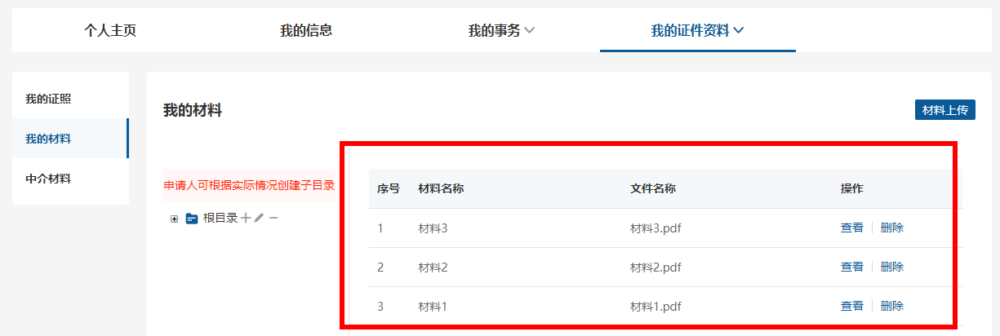 个人主页 我的信息 我的事务 我的证件资料
我的证照
我的材料
中介材料
我的材料 材料上传
申请人可根据实际情况创建子目录
根目录
序号 材料名称 文件名称 操作
1 材料3 材料3.pdf 查看 删除
2 材料2 材料2.pdf 查看 删除
3 材料1 材料1.pdf 查看 删除